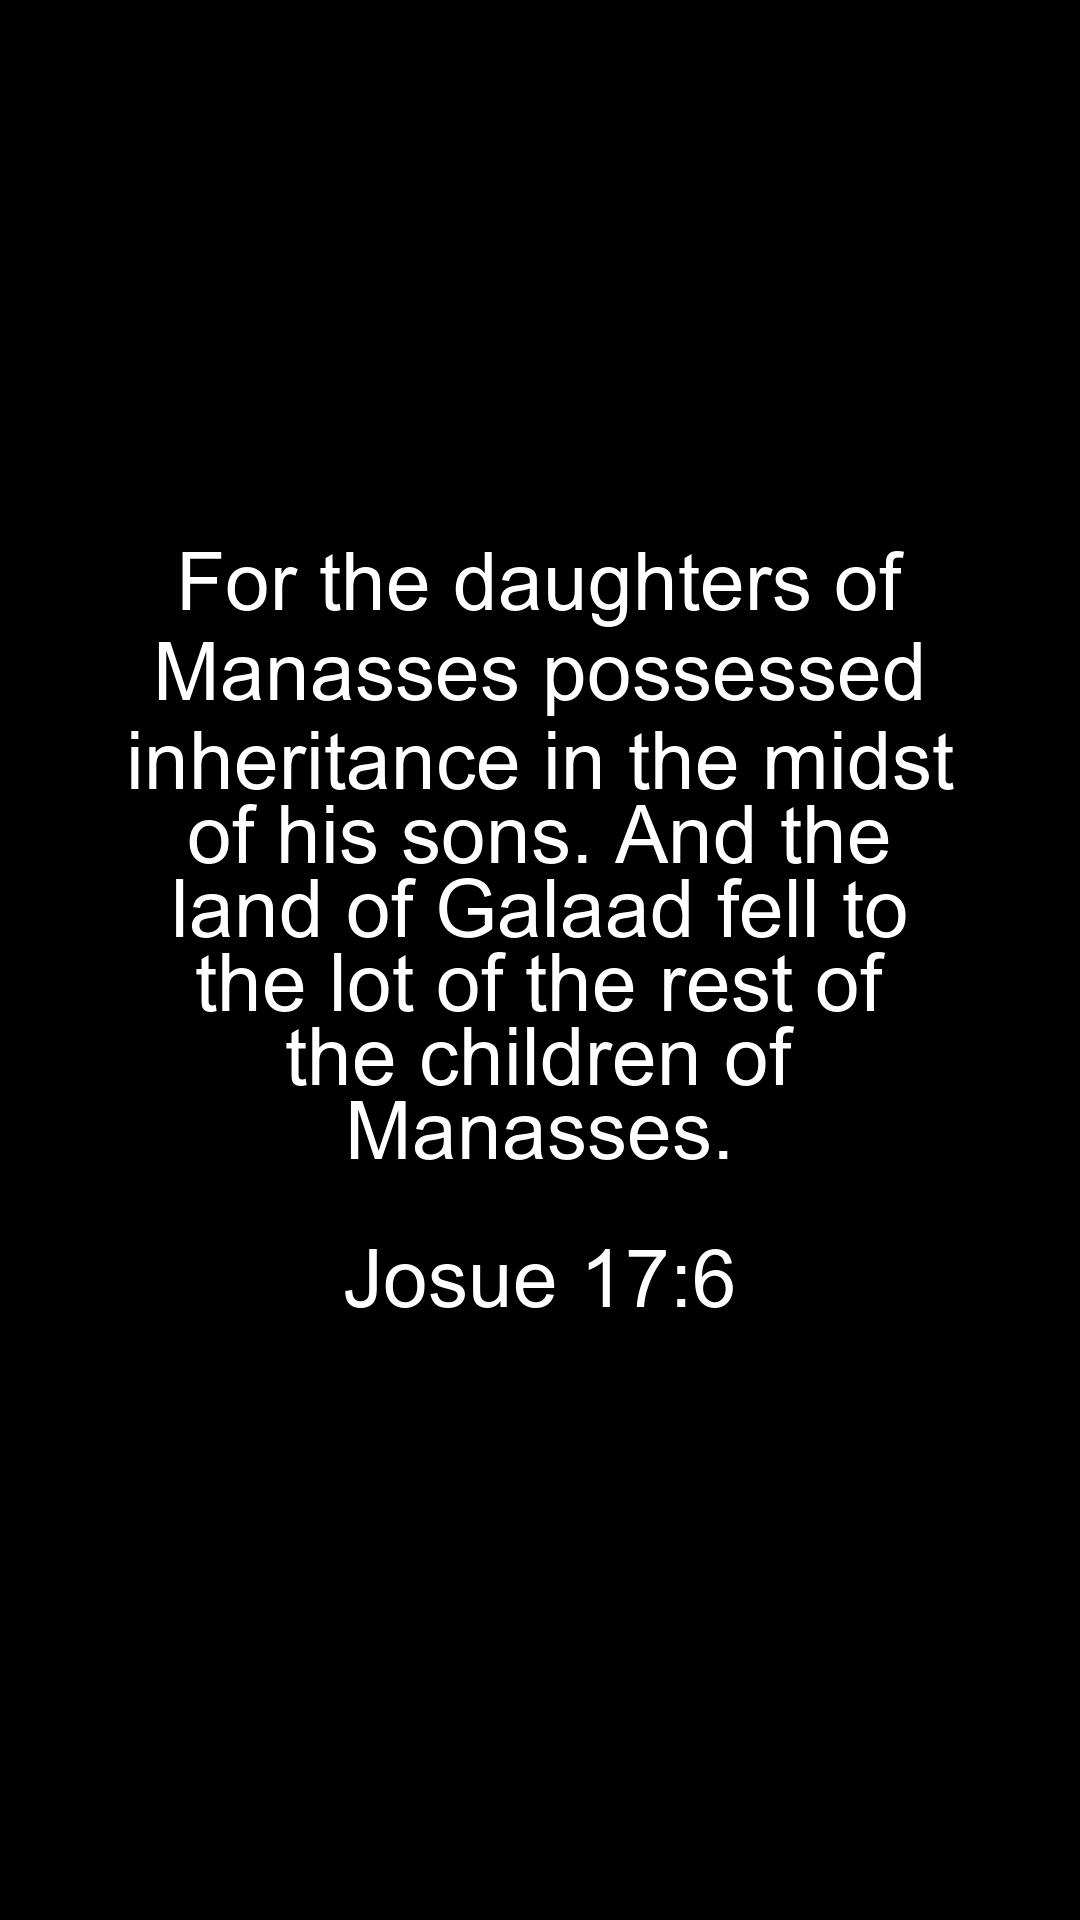 For the daughters of
Manasses possessed
inheritance in the midst
of his sons. And the
land of Galaad fell to
the lot of the rest of
the children of
Manasses.
Josue 17:6